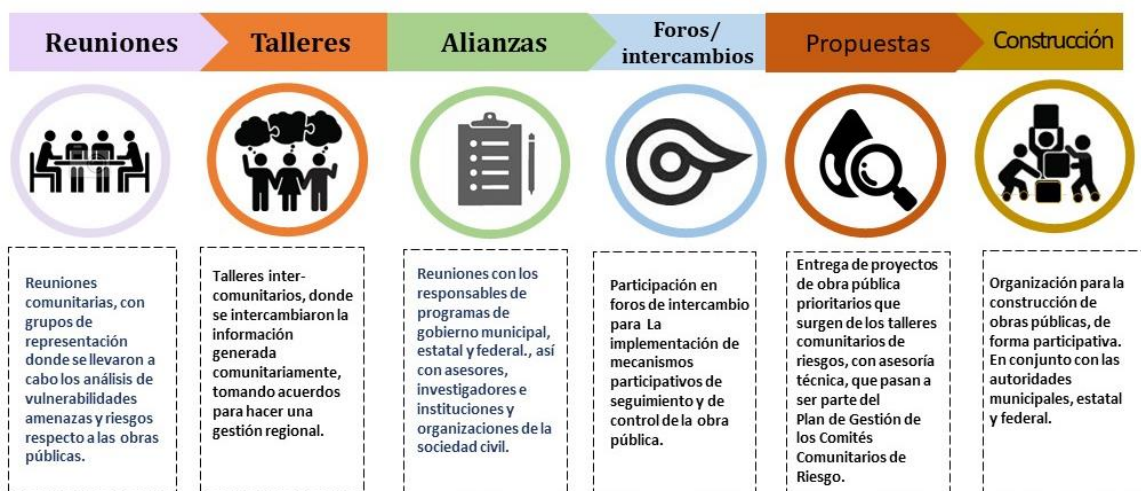 Reuniones
Talleres
Alianzas
Foros/
intercambios
Propuestas
Construcción
Reuniones
comunitarias, con
grupos de
representación
donde se llevaron a
cabo los análisis de
vulnerabilidades
amenazas y riesgos
respecto a las obras
públicas.
Talleres inter-
comunitarios, donde
se intercambiaron la
información
generada
comunitariamente,
tomando acuerdos
para hacer una
gestión regional.
Reuniones con los
responsables de
programas de
gobierno municipal,
estatal y federal., así
con asesores,
investigadores e
instituciones y
organizaciones de la
sociedad civil.
Participación en
foros de intercambio
para La
implementación de
mecanismos
participativos de
seguimiento y de
control de la obra
pública.
Entrega de proyectos
de obra pública
prioritarios que
surgen de los talleres
comunitarios de
riesgos, con asesoría
técnica, que pasan a
ser parte del
Plan de Gestión de
los Comités
Comunitarios de
Riesgo.
Organización para la
construcción de
obras públicas, de
forma participativa.
En conjunto con las
autoridades
municipales, estatal
y federal.